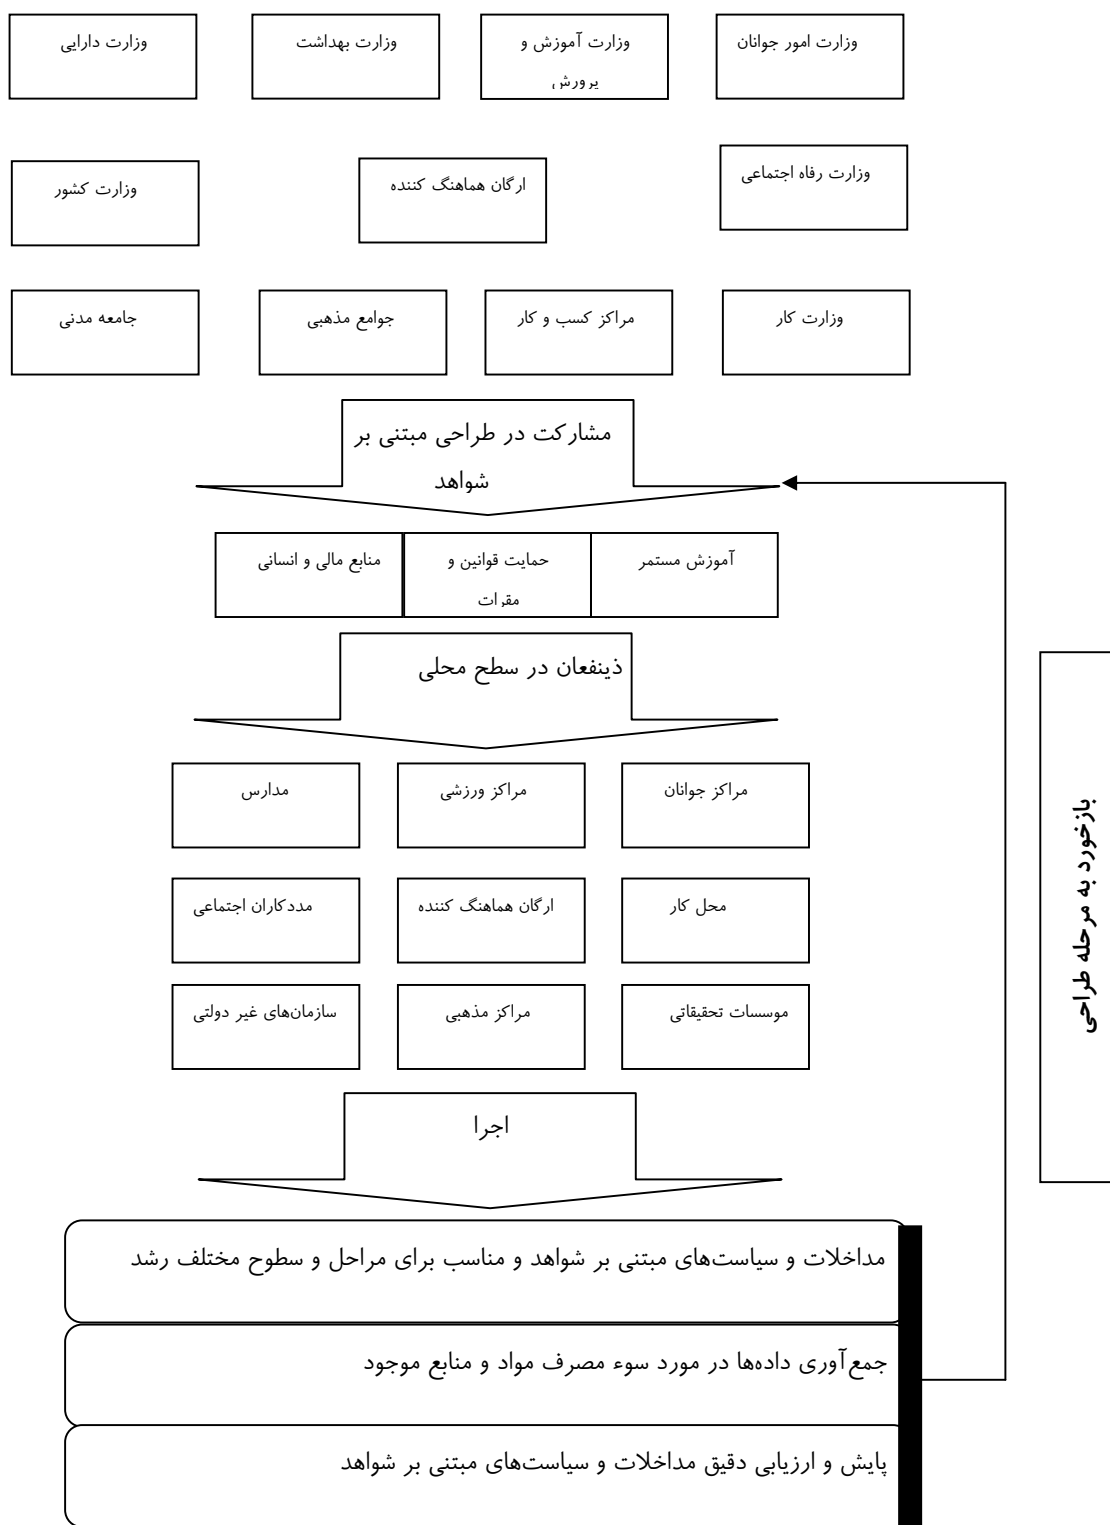 وزارت امور جوانان
وزارت آموزش و
پرورش
وزارت بهداشت
وزارت دارایی
وزارت رفاه اجتماعی
ارگان هماهنگ کننده
وزارت کشور
وزارت کار
مراکز کسب و کار
جوامع مذهبی
جامعه مدنی
مشارکت در طراحی مبتنی بر
شواهد
آموزش مستمر
حمایت قوانین و
مقرات
منابع مالی و انسانی
ذینفعان در سطح محلی
مراکز جوانان
مراکز ورزشی
مدارس
محل کار
ارگان هماهنگ کننده
مددکاران اجتماعی
موسسات تحقیقاتی
مراکز مذهبی
سازمان‌های غیر دولتی
اجرا
مداخلات و سیاست‌های مبتنی بر شواهد و مناسب برای مراحل و سطوح مختلف رشد
جمع‌آوری داده‌ها در مورد سوء مصرف مواد و منابع موجود
پایش و ارزیابی دقیق مداخلات و سیاست‌های مبتنی بر شواهد
بازخورد به مرحله طراحی